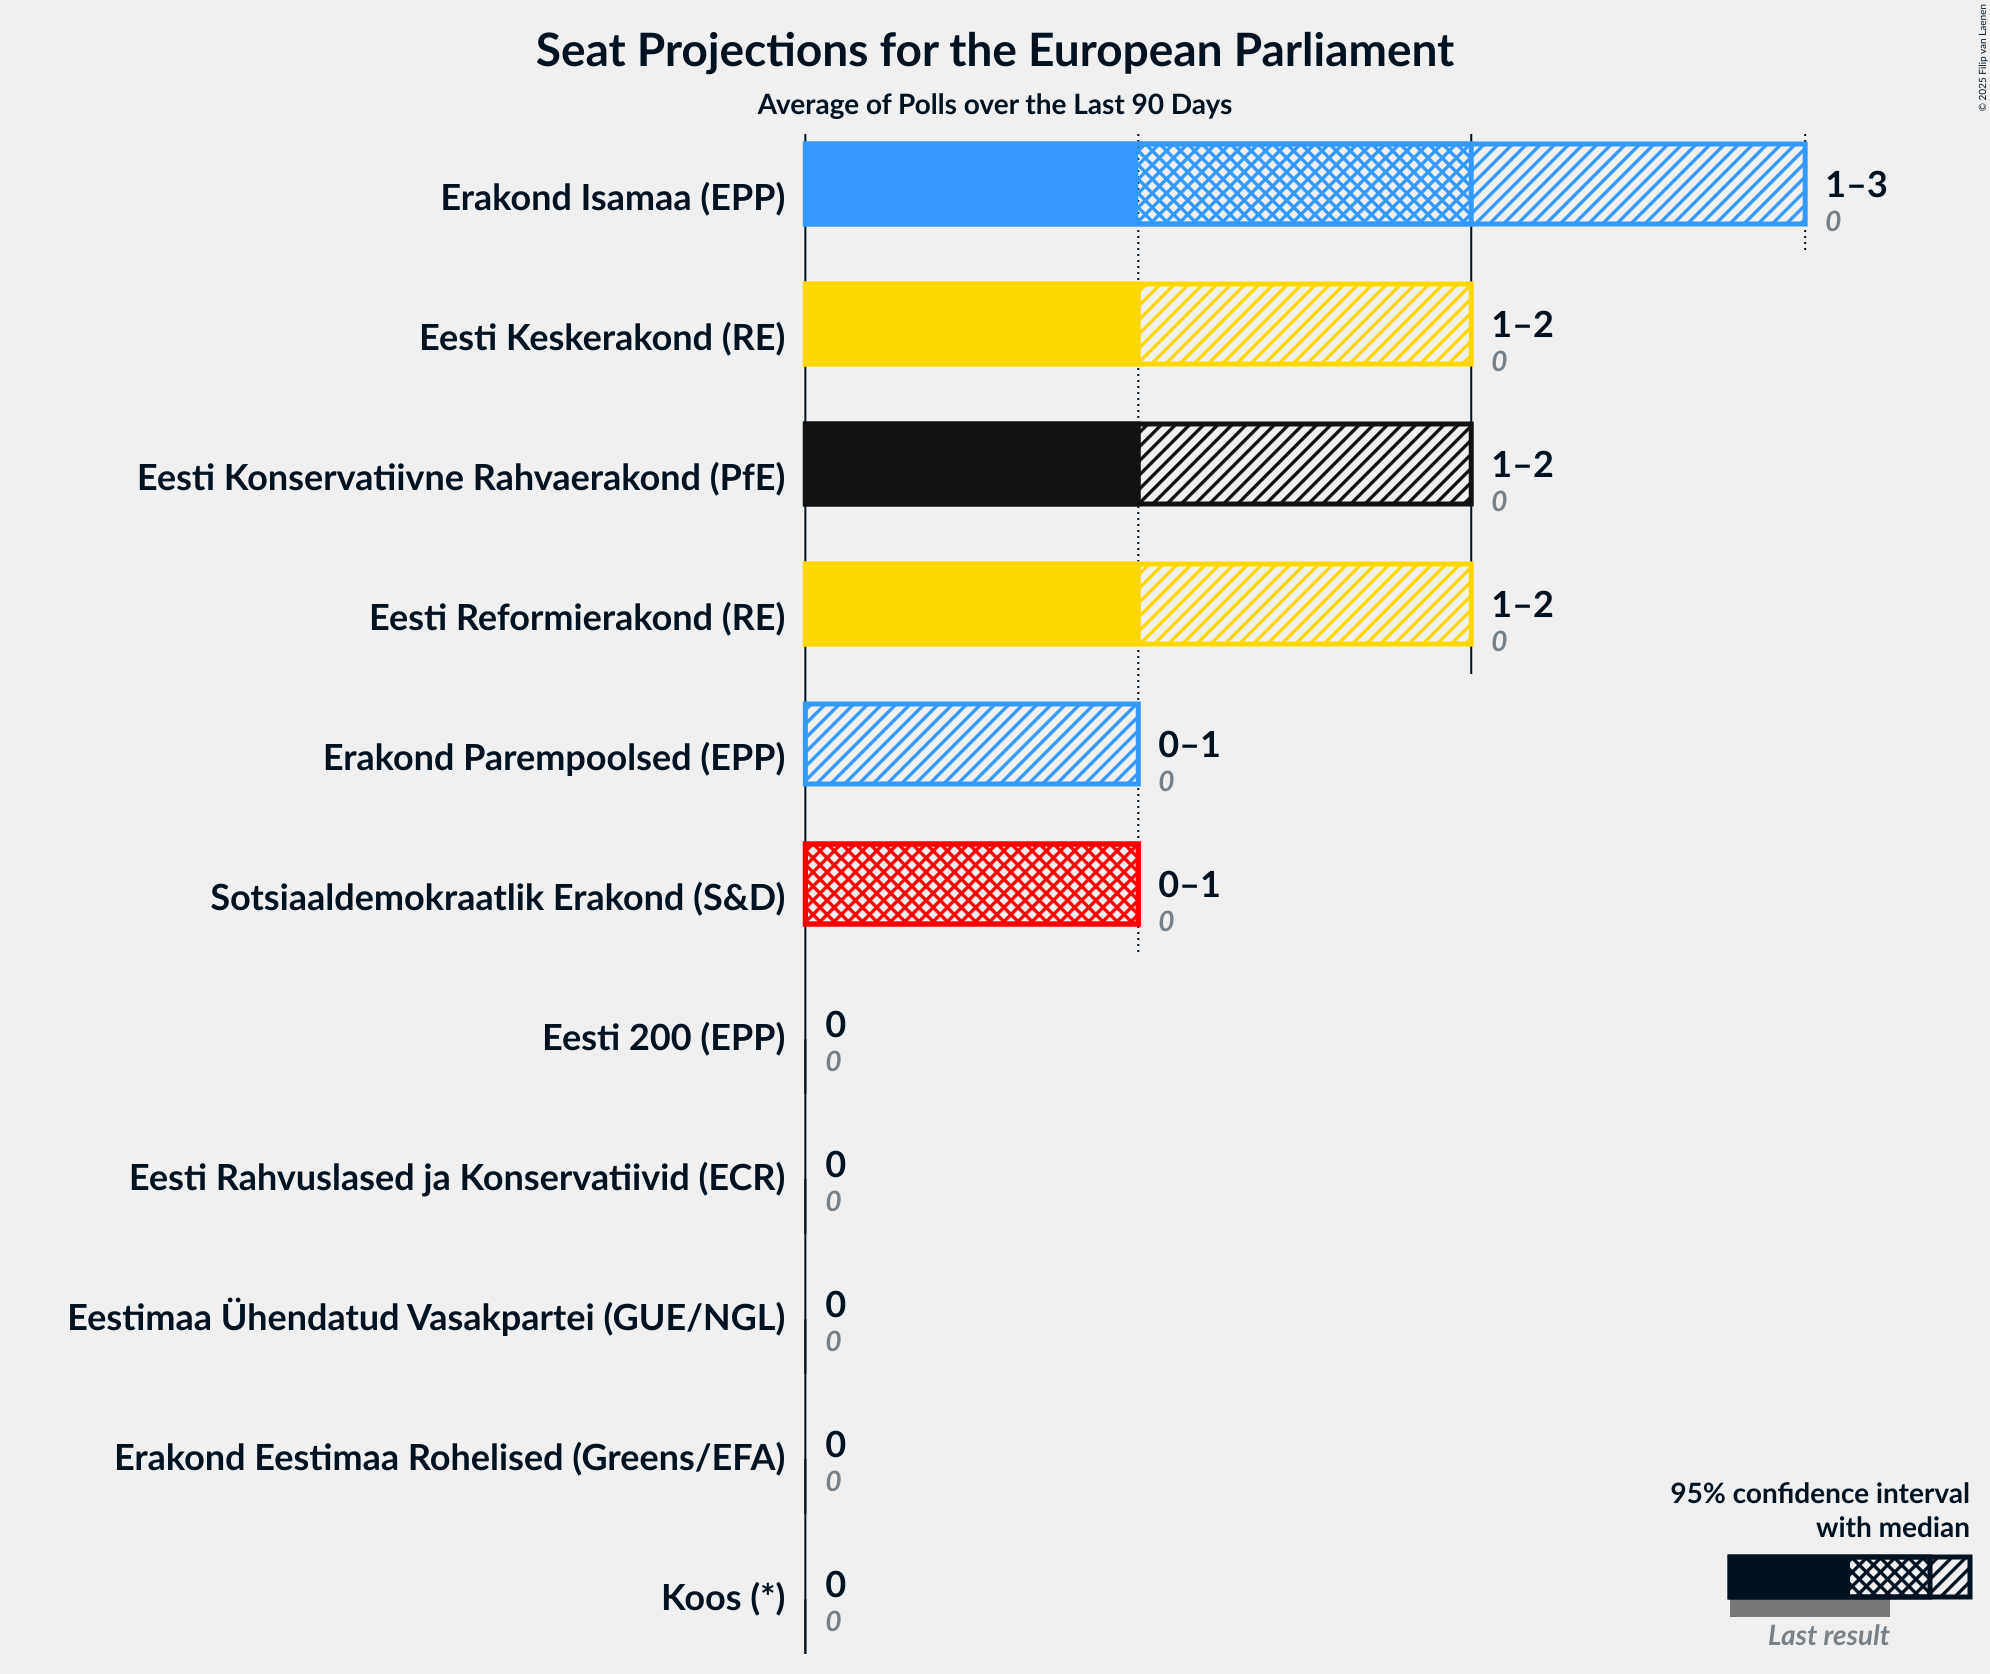 Seat Projections for the European Parliament
Average of Polls over the Last 90 Days
© 2025 Filip van Laenen
Erakond Isamaa (EPP)
1–3
0
Eesti Keskerakond (RE)
1–2
0
Eesti Konservatiivne Rahvaerakond (PfE)
1–2
0
Eesti Reformierakond (RE)
1–2
0
Erakond Parempoolsed (EPP)
0–1
0
Sotsiaaldemokraatlik Erakond (S&D)
0–1
0
Eesti 200 (EPP)
0
0
Eesti Rahvuslased ja Konservatiivid (ECR)
0
0
Eestimaa Ühendatud Vasakpartei (GUE/NGL)
0
0
Erakond Eestimaa Rohelised (Greens/EFA)
0
0
Koos (*)
0
0
95% confidence interval
with median
Last result